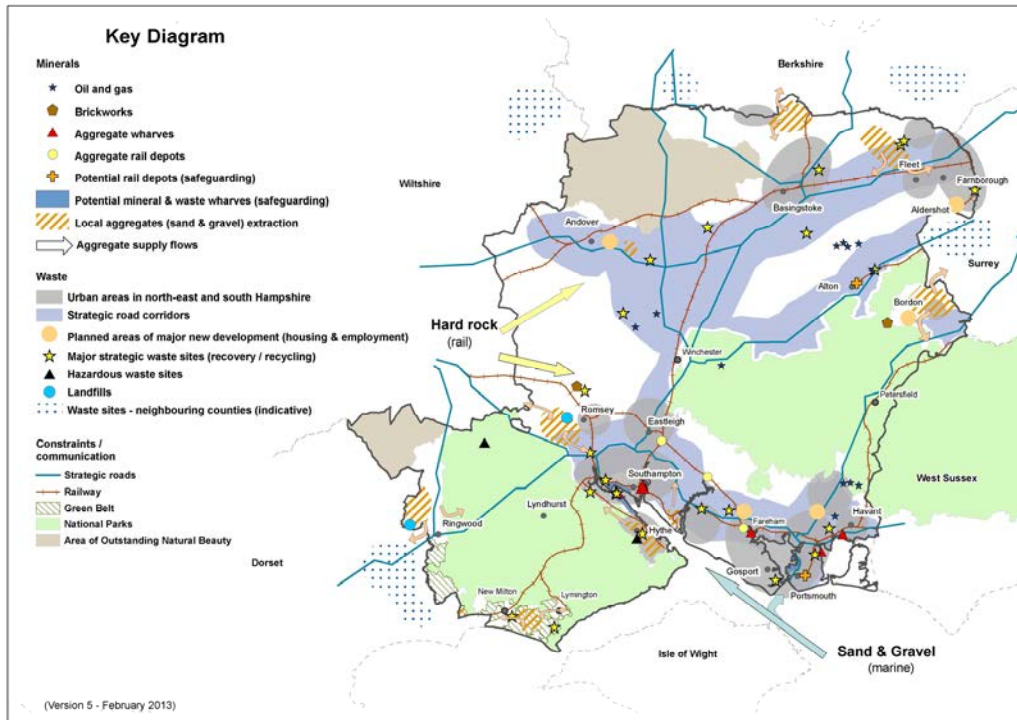 Key Diagram
Minerals
Oil and gas
Brickworks
Aggregate wharves
Aggregate rail depots
Potential rail depots (safeguarding)
Potential mineral & waste wharves (safeguarding)
Local aggregates (sand & gravel) extraction
Aggregate supply flows
Waste
Urban areas in north-east and south Hampshire
Strategic road corridors
Planned areas of major new development (housing & employment)
Major strategic waste sites (recovery / recycling)
Hazardous waste sites
Landfills
Waste sites - neighbouring counties (indicative)
Constraints /
communication
Strategic roads
Railway
Green Belt
National Parks
Area of Outstanding Natural Beauty
(Version 5 - February 2013)
Berkshire
Wiltshire
Fleet
Farnborough
Basingstoke
Aldershot
Andover
Surrey
Alton
Bordon
Hard rock
(rail)
Winchester
Petersfield
Romsey
Eastleigh
Southampton
West Sussex
Lyndhurst
Ringwood
Hythe
Fareham
Havant
Dorset
Gosport
New Milton
Lymington
Portsmouth
Isle of Wight
Sand & Gravel
(marine)